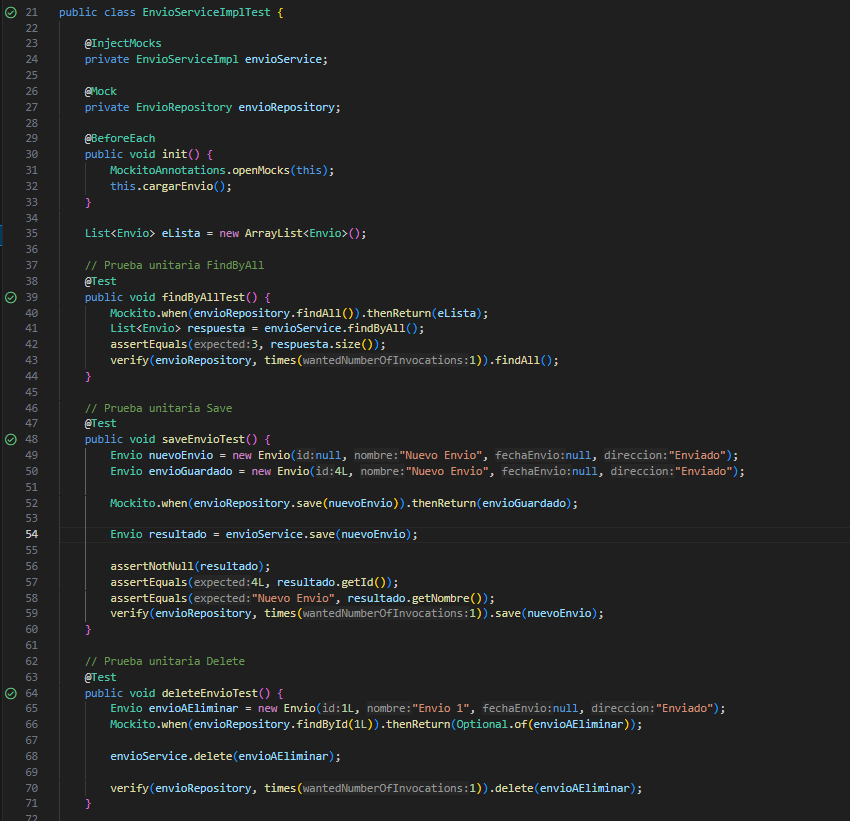 21 public class EnvioServiceImplTest {
22
23 @InjectMocks
24 private EnvioServiceImpl envioService;
25
26 @Mock
27 private EnvioRepository envioRepository;
28
29 @BeforeEach
30 public void init() {
31 MockitoAnnotations.openMocks(this);
32 this.cargarEnvio();
33 }
34
35 List<Envio> eLista = new ArrayList<Envio>();
36
37 // Prueba unitaria FindByAll
38 @Test
39 public void findByAllTest() {
40 Mockito.when(envioRepository.findAll()).thenReturn(eLista);
41 List<Envio> respuesta = envioService.findByAll();
42 assertEquals(expected:3, respuesta.size());
43 verify(envioRepository, times(wantedNumberOfInvocations:1)).findAll();
44 }
45
46 // Prueba unitaria Save
47 @Test
48 public void saveEnvioTest() {
49 Envio nuevoEnvio = new Envio(id:null, nombre:"Nuevo Envio", fechaEnvio:null, direccion:"Enviado");
50 Envio envioGuardado = new Envio(id:4L, nombre:"Nuevo Envio", fechaEnvio:null, direccion:"Enviado");
51
52 Mockito.when(envioRepository.save(nuevoEnvio)).thenReturn(envioGuardado);
53
54 Envio resultado = envioService.save(nuevoEnvio);
55
56 assertNotNull(resultado);
57 assertEquals(expected:4L, resultado.getId());
58 assertEquals(expected:"Nuevo Envio", resultado.getNombre());
59 verify(envioRepository, times(wantedNumberOfInvocations:1)).save(nuevoEnvio);
60 }
61
62 // Prueba unitaria Delete
63 @Test
64 public void deleteEnvioTest() {
65 Envio envioAEliminar = new Envio(id:1L, nombre:"Envio 1", fechaEnvio:null, direccion:"Enviado");
66 Mockito.when(envioRepository.findById(1L)).thenReturn(Optional.of(envioAEliminar));
67
68 envioService.delete(envioAEliminar);
69
70 verify(envioRepository, times(wantedNumberOfInvocations:1)).delete(envioAEliminar);
71 }
72